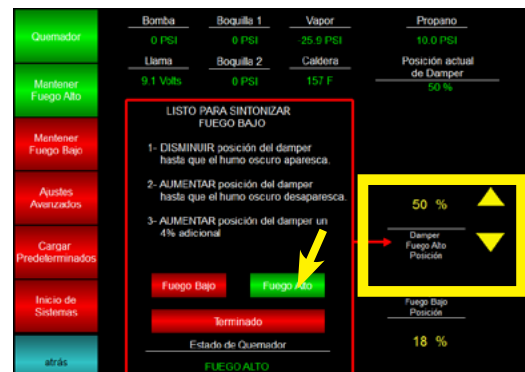 Quemador
Mantener
Fuego Alto
Mantener
Fuego Bajo
Ajustes
Avanzados
Cargar
Predeterminados
Inicio de
Sistemas
atrás
Bomba
0 PSI
Boquilla 1
0 PSI
Vapor
-25.9 PSI
Propano
10.0 PSI
Llama
9.1 Volts
Boquilla 2
0 PSI
Caldera
157 F
Posición actual
de Damper
50 %
LISTO PARA SINTONIZAR
FUEGO BAJO
1- DISMINUIR posición del damper
hasta que el humo oscuro aparesca.
2- AUMENTAR posición del damper
hasta que el humo oscuro desaparesca.
3- AUMENTAR posición del damper un
4% adicional
Fuego Bajo
Fuego Alto
Terminado
Estado de Quemador
FUEGO ALTO
50 %
Damper
Fuego Alto
Posición
Fuego Bajo
Posición
18 %